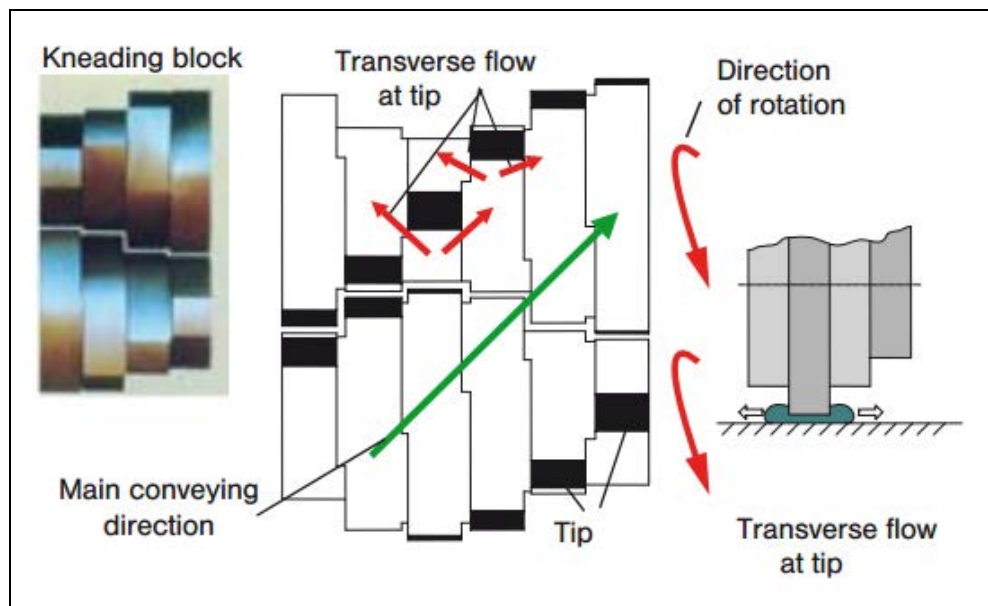 Kneading block
Transverse flow
at tip
Direction
of rotation
Main conveying
direction
Tip
Transverse flow
at tip